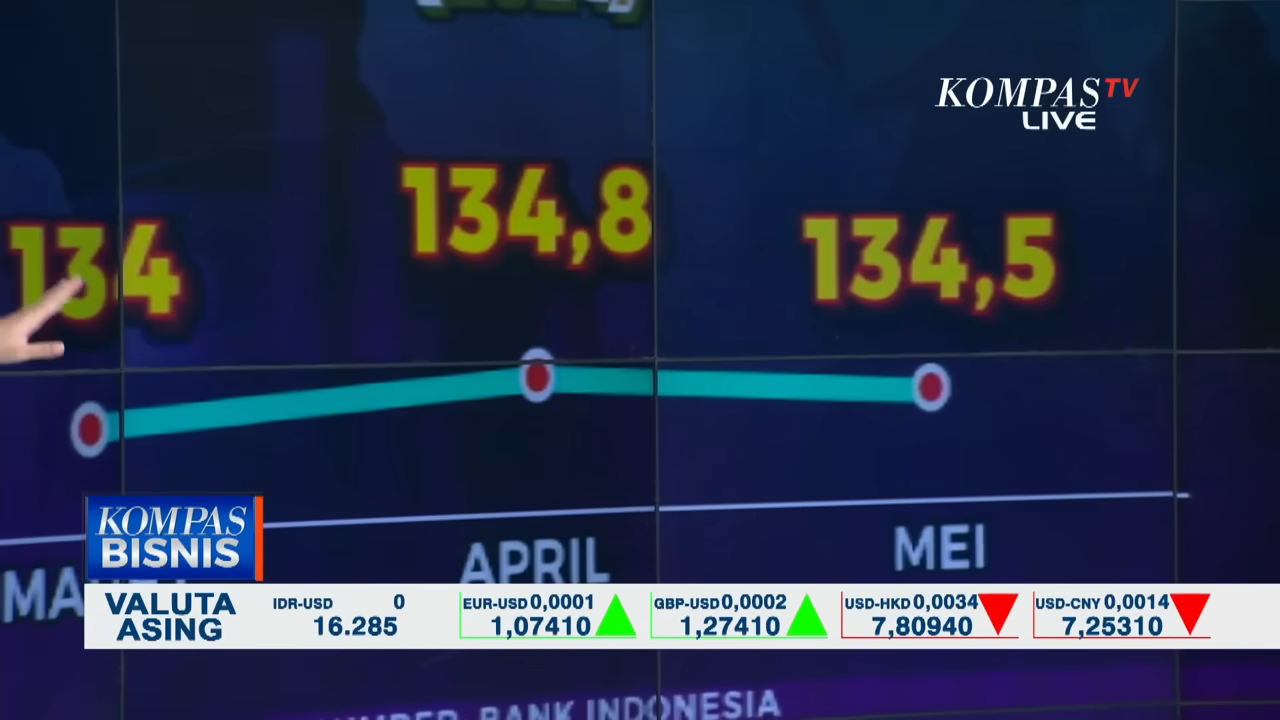 KOMPAS TV
LIVE
134
134,8
134,5
APRIL
MEI
KOMPAS
BISNIS
VALUTA
ASING
IDR-USD 0
16.285
EUR-USD 0,0001
1,07410
GBP-USD 0,0002
1,27410
USD-HKD 0,0034
7,80940
USD-CNY 0,0014
7,25310
BANK INDONESIA